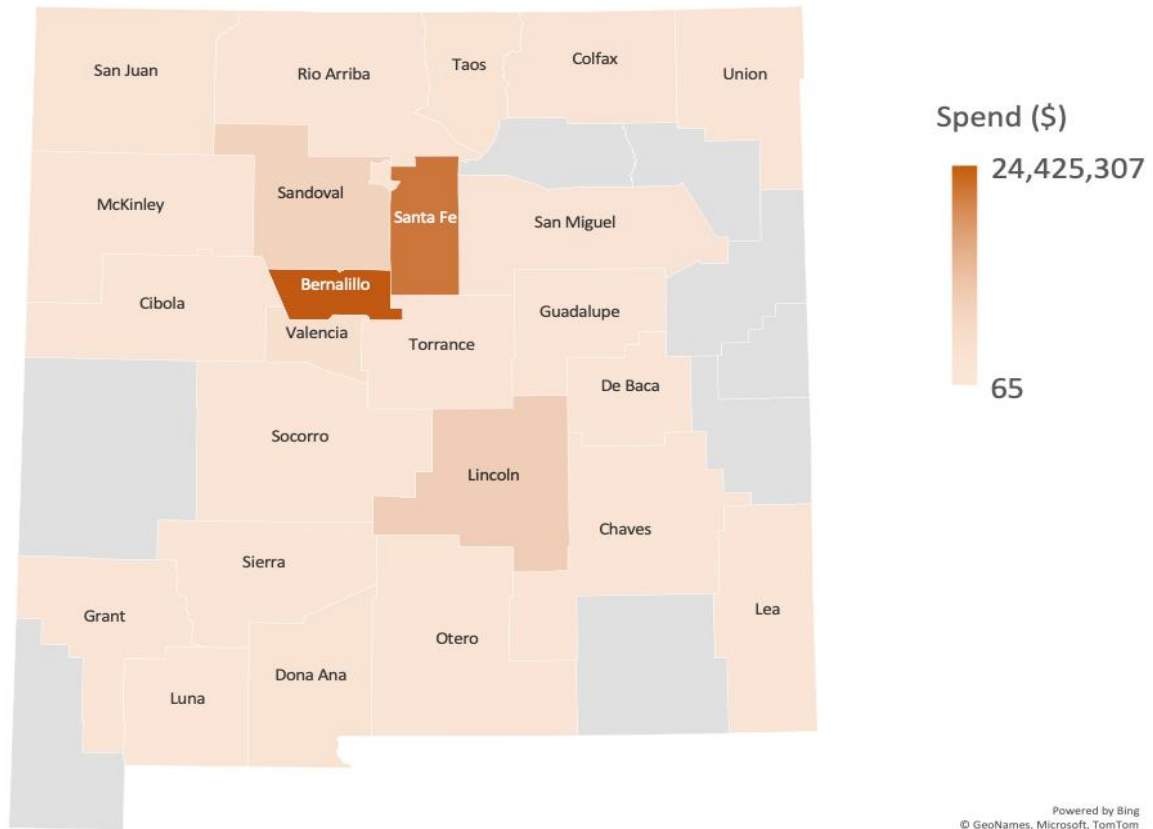 San Juan
Rio Arriba
Taos
Colfax
Union
McKinley
Sandoval
Santa Fe
San Miguel
Bernalillo
Cibola
Valencia
Torrance
Guadalupe
De Baca
Socorro
Lincoln
Chaves
Sierra
Grant
Otero
Lea
Dona Ana
Luna
Spend ($)
24,425,307
65
Powered by Bing
© GeoNames, Microsoft, TomTom